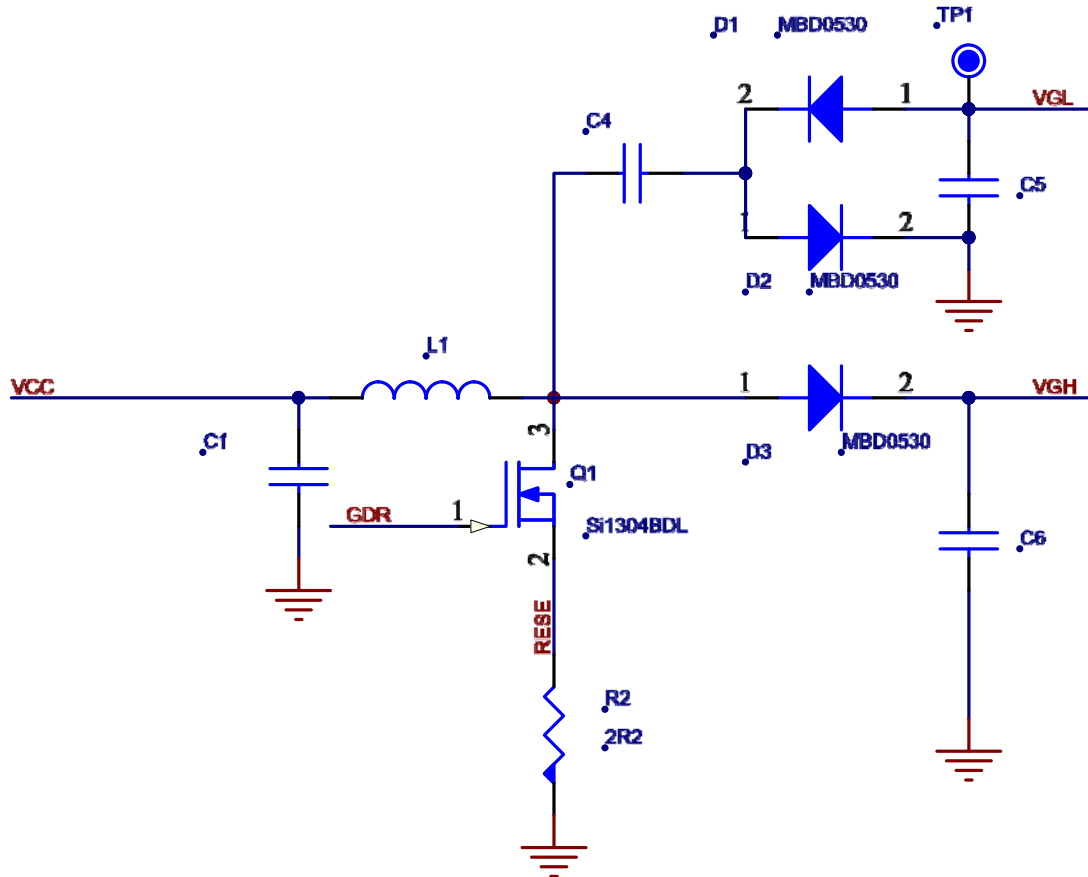 D1 MBD0530 TP1
2 1 VGL
C4
C5
1 2
D2 MBD0530
L1
VCC 1 2 VGH
C1 3 D3 MBD0530
Q1
GDR 1 Si1304BDL
C6
2
RESE
R2
2R2